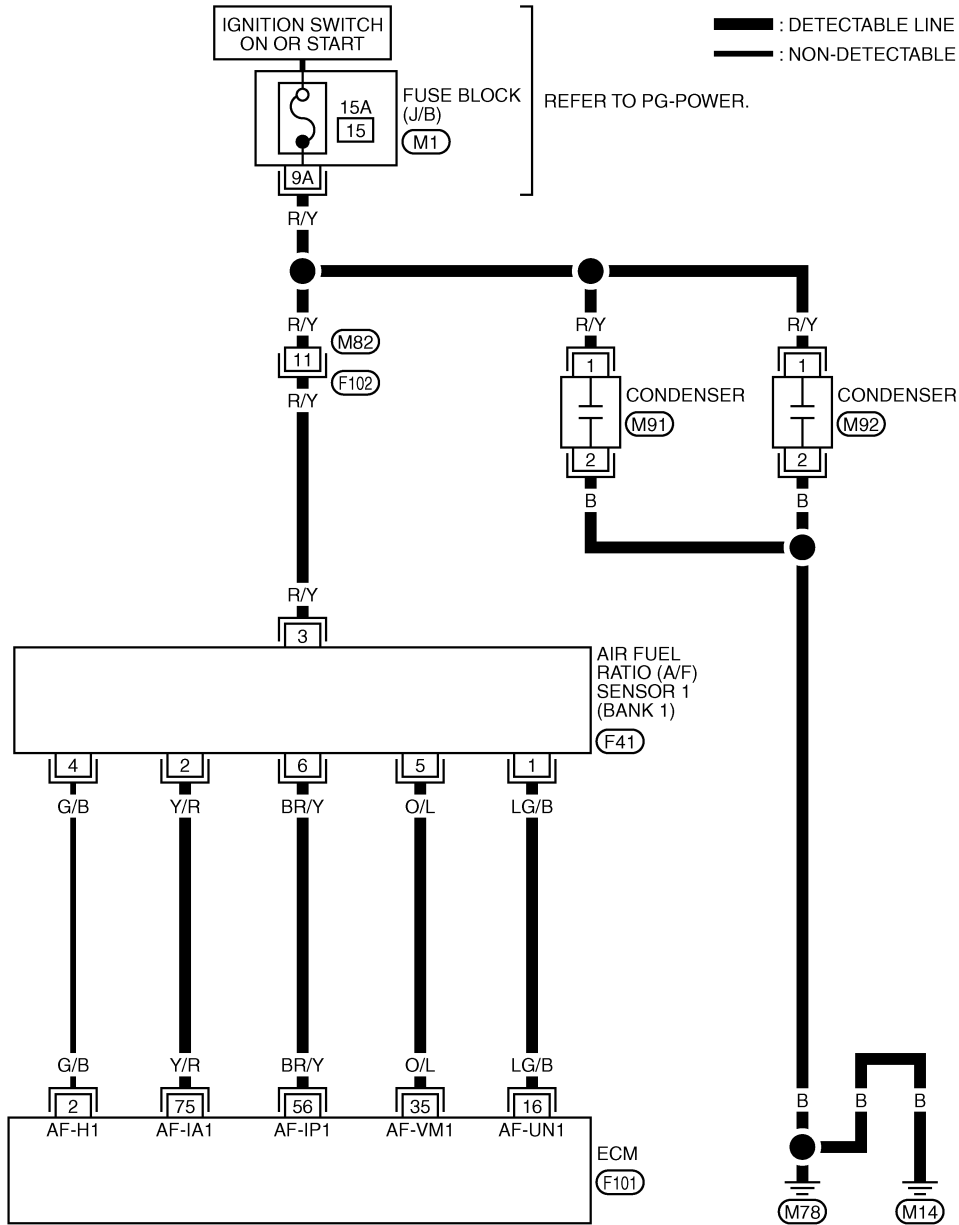 IGNITION SWITCH
ON OR START
: DETECTABLE LINE
: NON-DETECTABLE
15A
15
FUSE BLOCK
(J/B)
M1
REFER TO PG-POWER.
9A
R/Y
R/Y
R/Y
R/Y
11
M82
F102
R/Y
1
CONDENSER
M91
2
1
CONDENSER
M92
2
B
B
R/Y
3
AIR FUEL
RATIO (A/F)
SENSOR 1
(BANK 1)
F41
4
2
6
5
1
G/B
Y/R
BR/Y
O/L
LG/B
G/B
Y/R
BR/Y
O/L
LG/B
2
75
56
35
16
AF-H1
AF-IA1
AF-IP1
AF-VM1
AF-UN1
ECM
F101
B
B
B
M78
M14